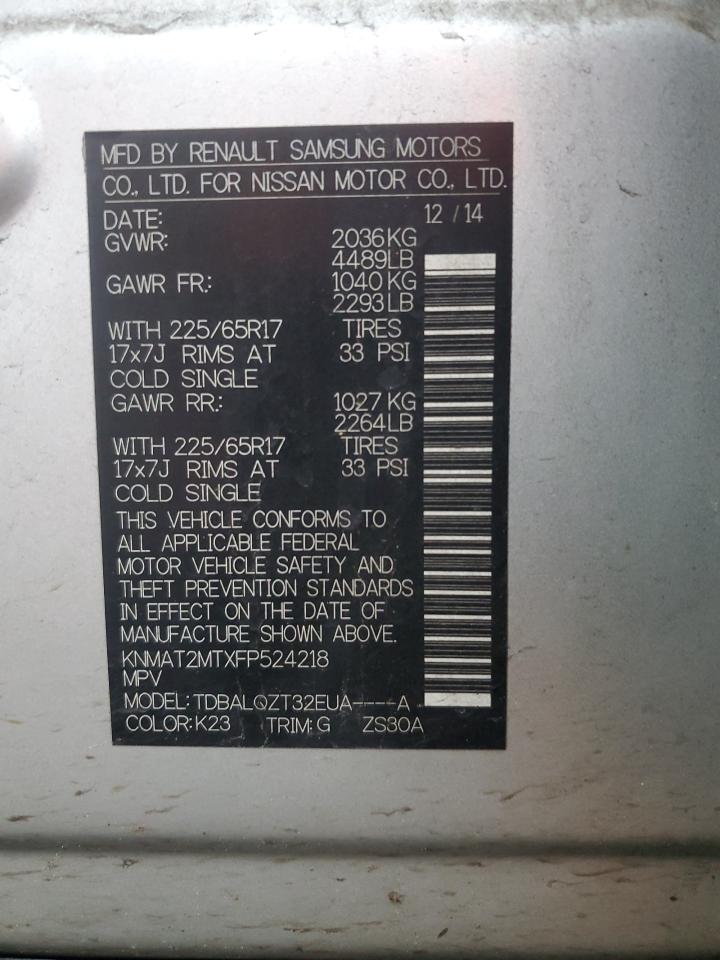 MFD BY RENAULT SAMSUNG MOTORS
CO., LTD. FOR NISSAN MOTOR CO., LTD.
DATE: 12 / 14
GVWR: 2036 KG
4489 LB
GAWR FR.: 1040 KG
2293 LB
WITH 225/65R17 TIRES
17x7J RIMS AT 33 PSI
COLD SINGLE
GAWR RR.: 1027 KG
2264 LB
WITH 225/65R17 TIRES
17x7J RIMS AT 33 PSI
COLD SINGLE
THIS VEHICLE CONFORMS TO
ALL APPLICABLE FEDERAL
MOTOR VEHICLE SAFETY AND
THEFT PREVENTION STANDARDS
IN EFFECT ON THE DATE OF
MANUFACTURE SHOWN ABOVE.
KNMAT2MTXFP524218
MPV
MODEL: TDBALQZT32EUA----A
COLOR: K23 TRIM: G ZS30A